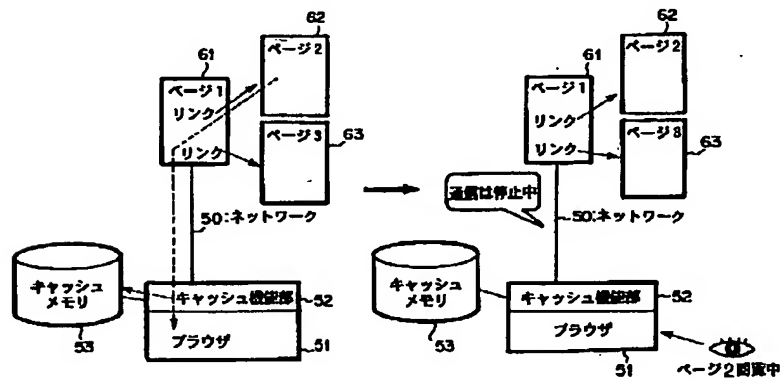 62
61
ページ2
ページ1
リンク
ページ3
63
リンク
50:ネットワーク
キャッシュ
メモリ
キャッシュ機能部
52
ブラウザ
53
51
62
61
ページ2
ページ1
リンク
ページ3
63
リンク
通信は停止中
50:ネットワーク
キャッシュ
メモリ
キャッシュ機能部
52
ブラウザ
53
51
ページ2回覧中